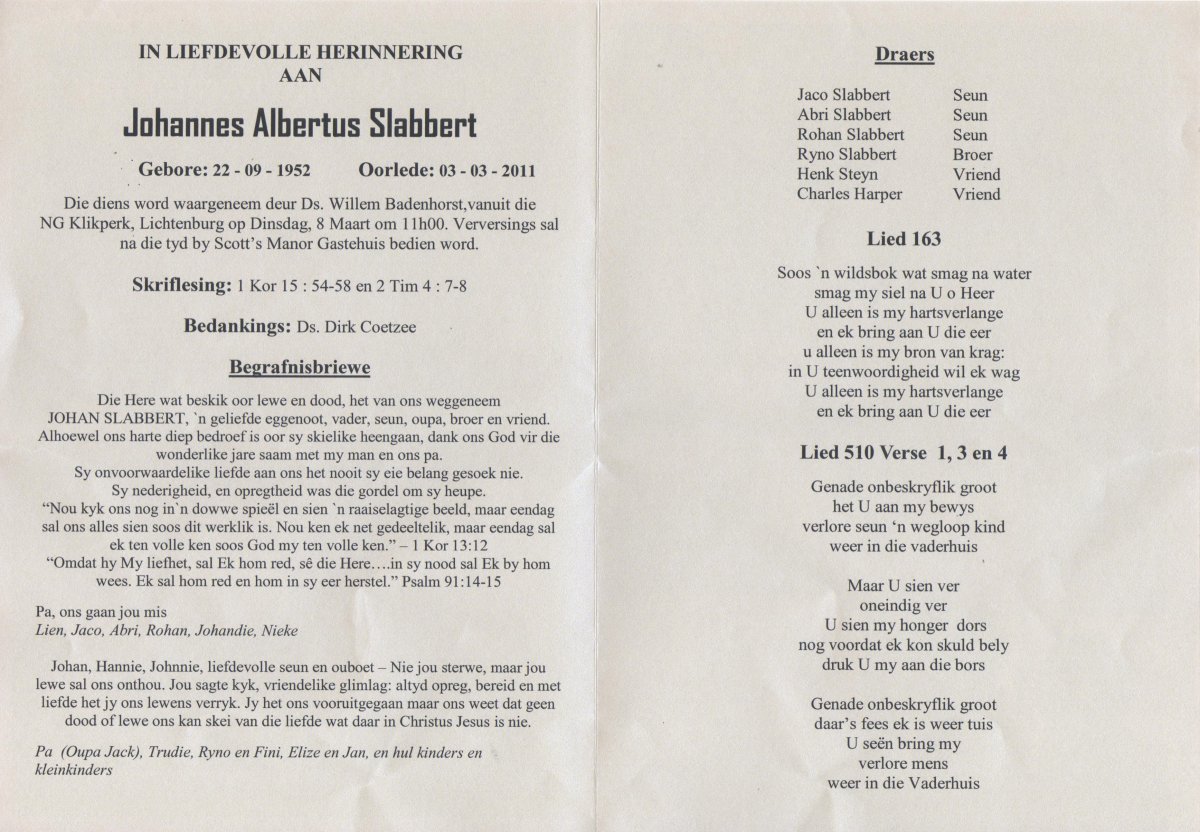 IN LIEFDEVOLLE HERINNERING
AAN
Johannes Albertus Slabbert
Gebore: 22 - 09 - 1952 Oorlede: 03 - 03 - 2011
Die diens word waargeneem deur Ds. Willem Badenhorst,vanuit die
NG Klikperk, Lichtenburg op Dinsdag, 8 Maart om 11h00. Verversings sal
na die tyd by Scott’s Manor Gastehuis bedien word.
Skriflesing: 1 Kor 15 : 54-58 en 2 Tim 4 : 7-8
Bedankings: Ds. Dirk Coetzee
Begrafnisbriewe
Die Here wat beskik oor lewe en dood, het van ons weggeneem
JOHAN SLABBERT, `n geliefde eggenoot, vader, seun, oupa, broer en vriend.
Alhoewel ons harte diep bedroef is oor sy skielike heengaan, dank ons God vir die
wonderlike jare saam met my man en ons pa.
Sy onvoorwaardelike liefde aan ons het nooit sy eie belang gesoek nie.
Sy nederigheid, en opregtheid was die gordel om sy heupe.
“Nou kyk ons nog in`n dowwe spieël en sien `n raaiselagtige beeld, maar eendag
sal ons alles sien soos dit werklik is. Nou ken ek net gedeeltelik, maar eendag sal
ek ten volle ken soos God my ten volle ken.” – 1 Kor 13:12
“Omdat hy My liefhet, sal Ek hom red, sê die Here….in sy nood sal Ek by hom
wees. Ek sal hom red en hom in sy eer herstel.” Psalm 91:14-15
Pa, ons gaan jou mis
Lien, Jaco, Abri, Rohan, Johandie, Nieke
Johan, Hannie, Johnnie, liefdevolle seun en ouboet – Nie jou sterwe, maar jou
lewe sal ons onthou. Jou sagte kyk, vriendelike glimlag: altyd opreg, bereid en met
liefde het jy ons lewens verryk. Jy het ons vooruitgegaan maar ons weet dat geen
dood of lewe ons kan skei van die liefde wat daar in Christus Jesus is nie.
Pa (Oupa Jack), Trudie, Ryno en Fini, Elize en Jan, en hul kinders en
kleinkinders
Draers
Jaco Slabbert Seun
Abri Slabbert Seun
Rohan Slabbert Seun
Ryno Slabbert Broer
Henk Steyn Vriend
Charles Harper Vriend
Lied 163
Soos `n wildsbok wat smag na water
smag my siel na U o Heer
U alleen is my hartsverlange
en ek bring aan U die eer
u alleen is my bron van krag:
in U teenwoordigheid wil ek wag
U alleen is my hartsverlange
en ek bring aan U die eer
Lied 510 Verse 1, 3 en 4
Genade onbeskryflik groot
het U aan my bewys
verlore seun ‘n wegloop kind
weer in die vaderhuis
Maar U sien ver
oneindig ver
U sien my honger dors
nog voordat ek kon skuld bely
druk U my aan die bors
Genade onbeskryflik groot
daar’s fees ek is weer tuis
U seën bring my
verlore mens
weer in die Vaderhuis